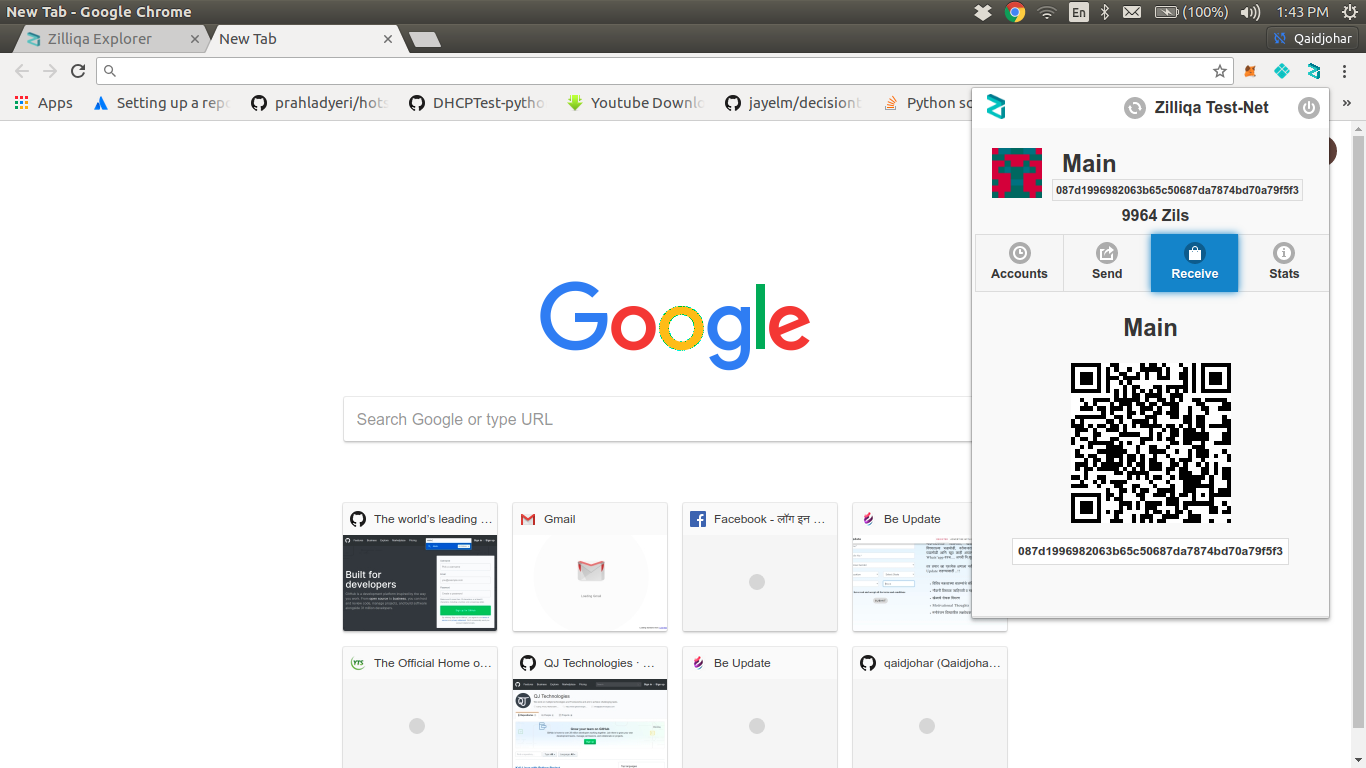 New Tab - Google Chrome
En
(100%)
1:43 PM
Zilliqa Explorer
New Tab
Qaidjohar
Apps
Setting up a repo
prahladyeri/hots
DHCPTest-pytho
Youtube Downlo
jayelm/decisiont
Python sc
»
Zilliqa Test-Net
Main
087d1996982063b65c50687da7874bd70a79f5f3
9964 Zils
Accounts
Send
Receive
Stats
Main
087d1996982063b65c50687da7874bd70a79f5f3
Google
Search Google or type URL
The world's leading ...
Gmail
Facebook - लॉग इन ...
Be Update
Built for
developers
The Official Home o...
QJ Technologies · ...
Be Update
qaidjohar (Qaidjoha...
YTS
QJ
QJ Technologies